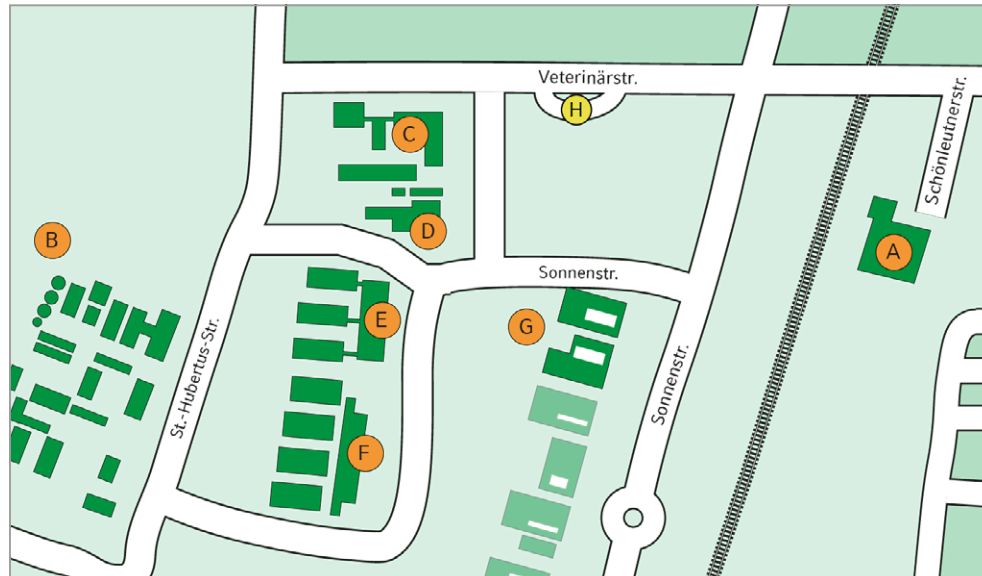 Veterinärstr.
H
C
Schönleutnerstr.
D
B
A
Sonnenstr.
E
G
St.-Hubertus-Str.
Sonnenstr.
F